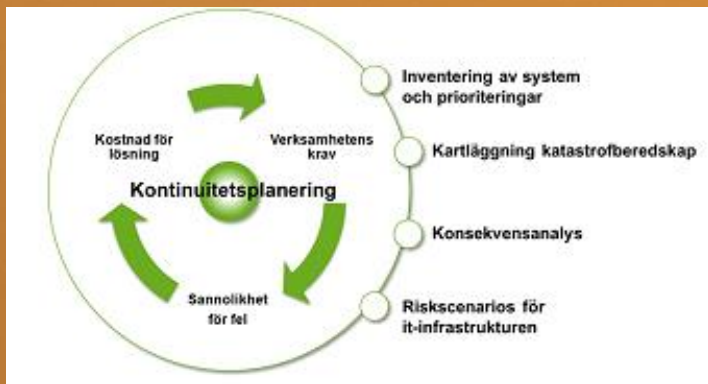 Kostnad för
lösning
Verksamhetens
krav
Kontinuitetsplanering
Sannolikhet
för fel
Inventering av system
och prioriteringar
Kartläggning katastrofberedskap
Konsekvensanalys
Riskscenarios för
it-infrastrukturen